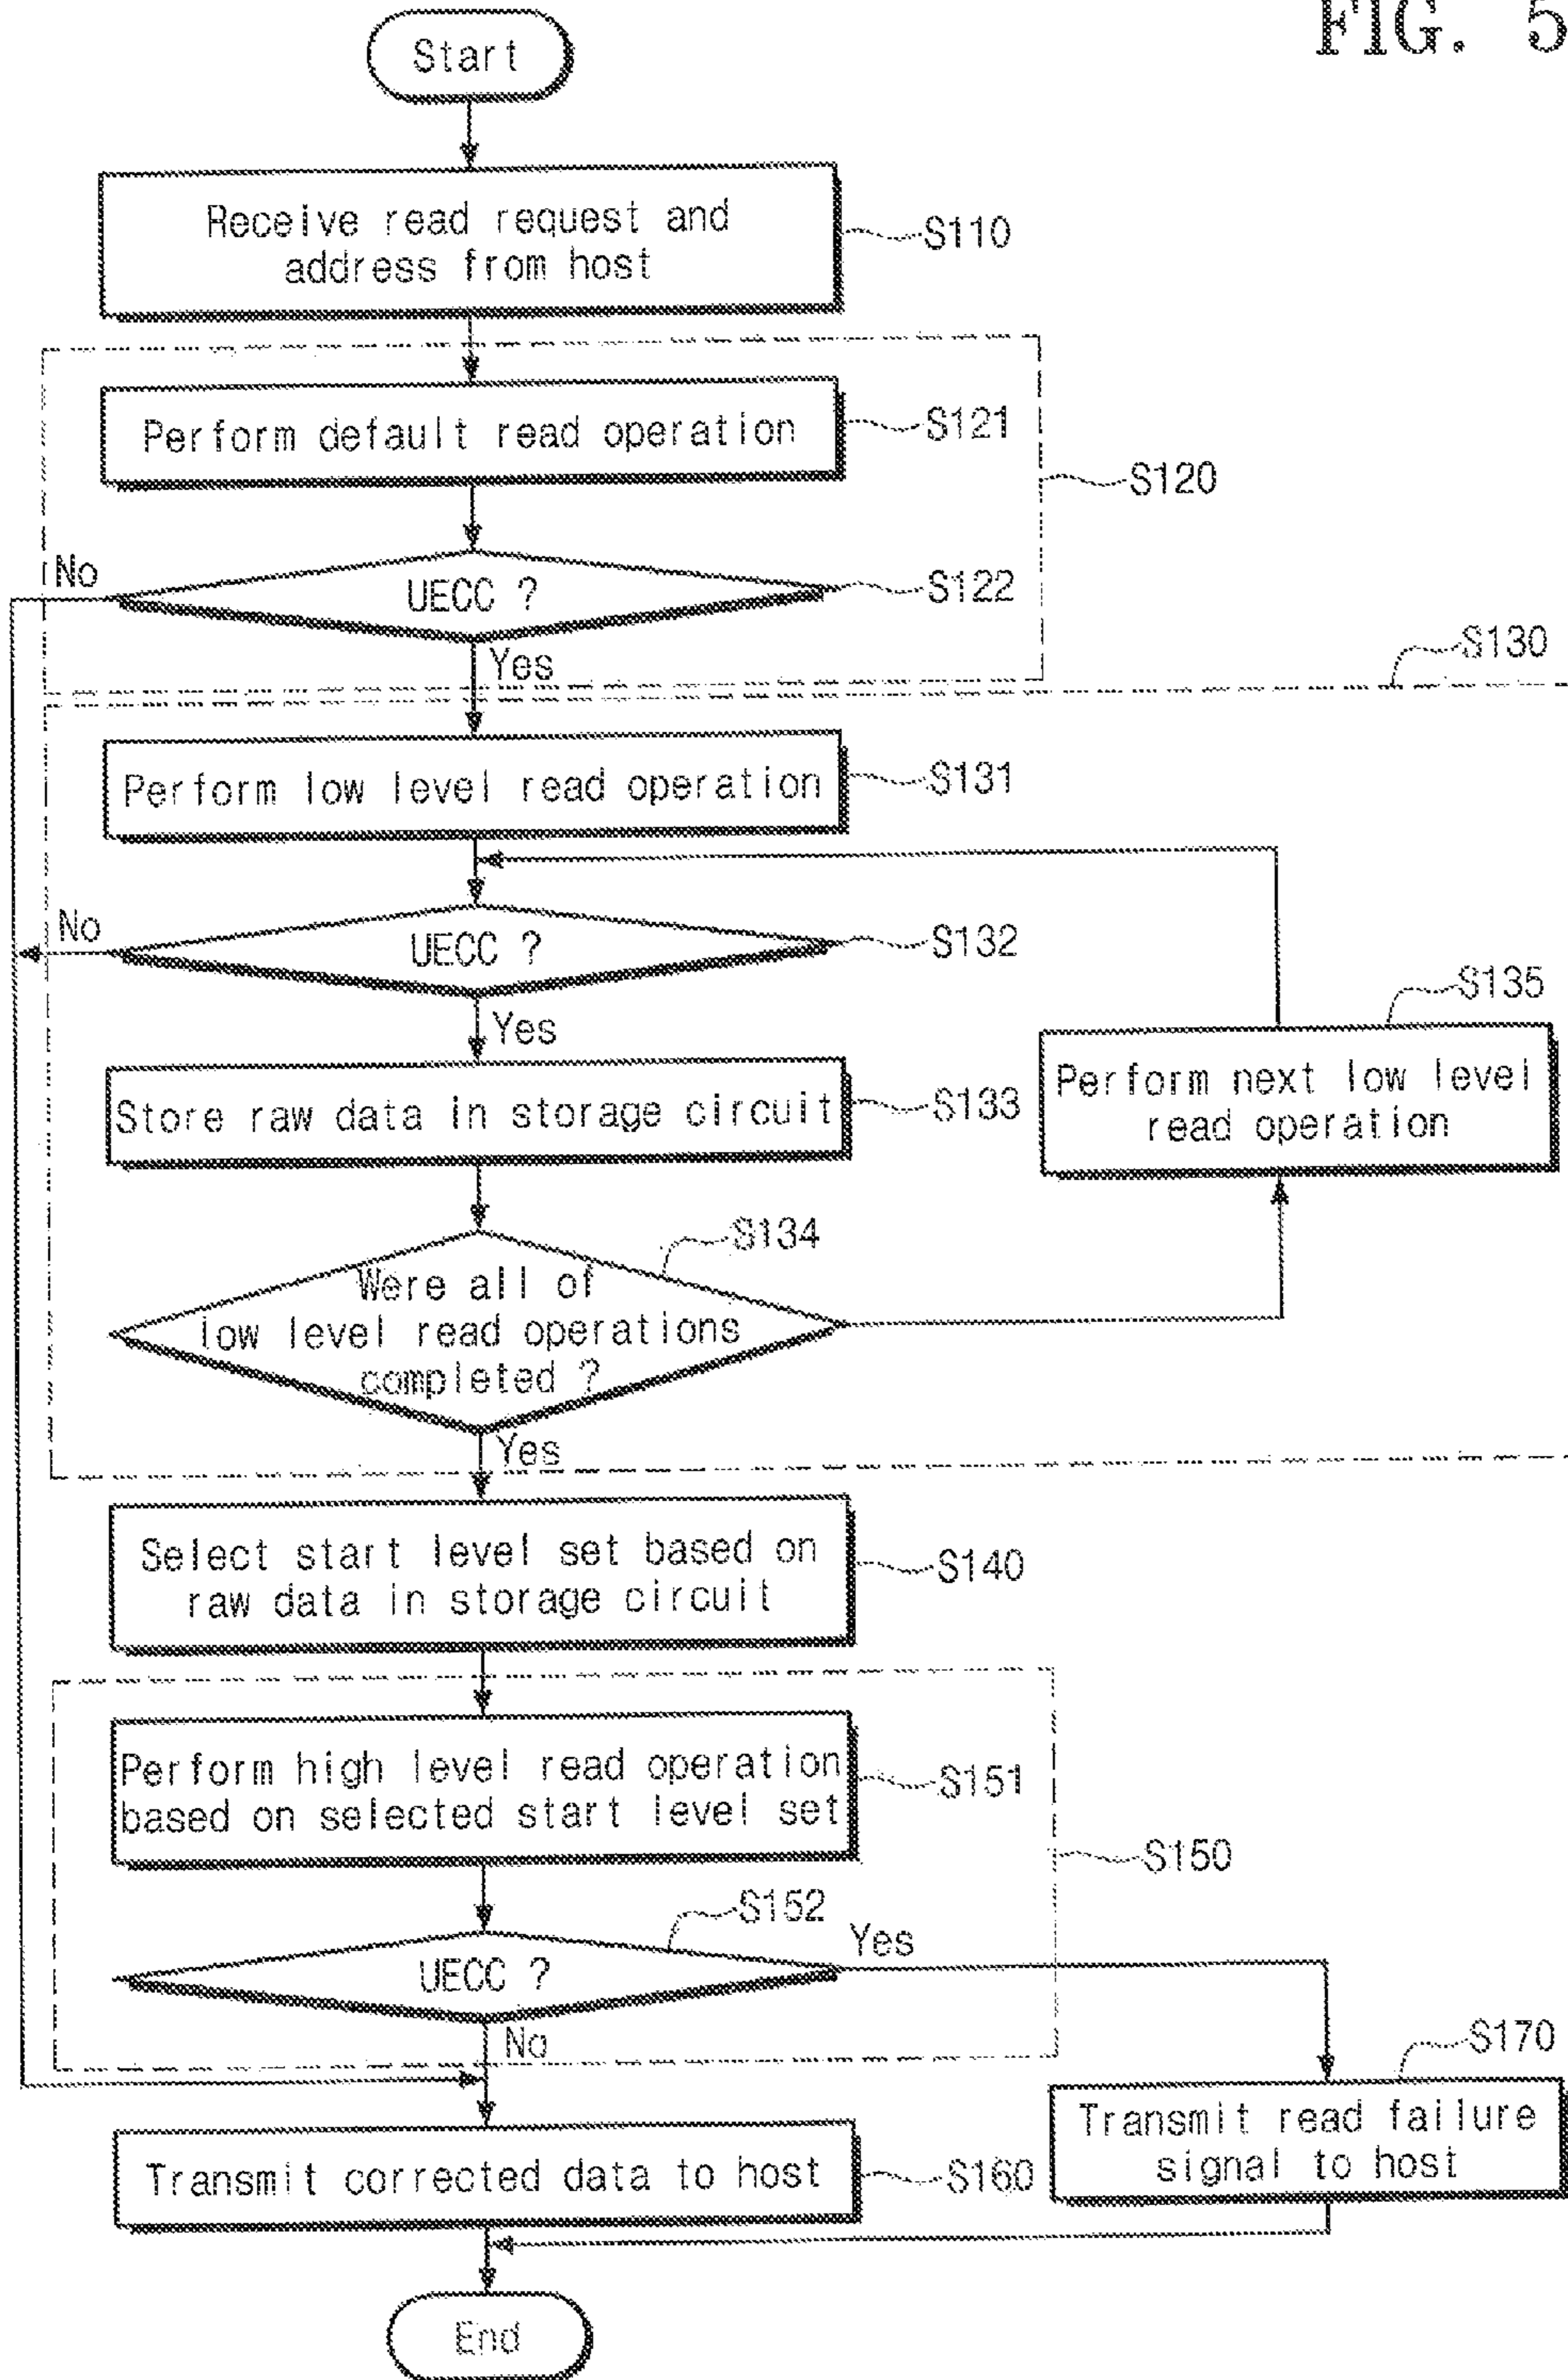 FIG. 5
Start
Receive read request and
address from host
S110
Perform default read operation
S121
S120
No
UECC ?
S122
Yes
S130
Perform low level read operation
S131
No
UECC ?
S132
Yes
S135
Store raw data in storage circuit
S133
Perform next low level
read operation
S134
Were all of
low level read operations
completed ?
Yes
Select start level set based on
raw data in storage circuit
S140
Perform high level read operation
based on selected start level set
S151
S150
S152
UECC ?
Yes
No
S170
Transmit corrected data to host
S160
Transmit read failure
signal to host
End